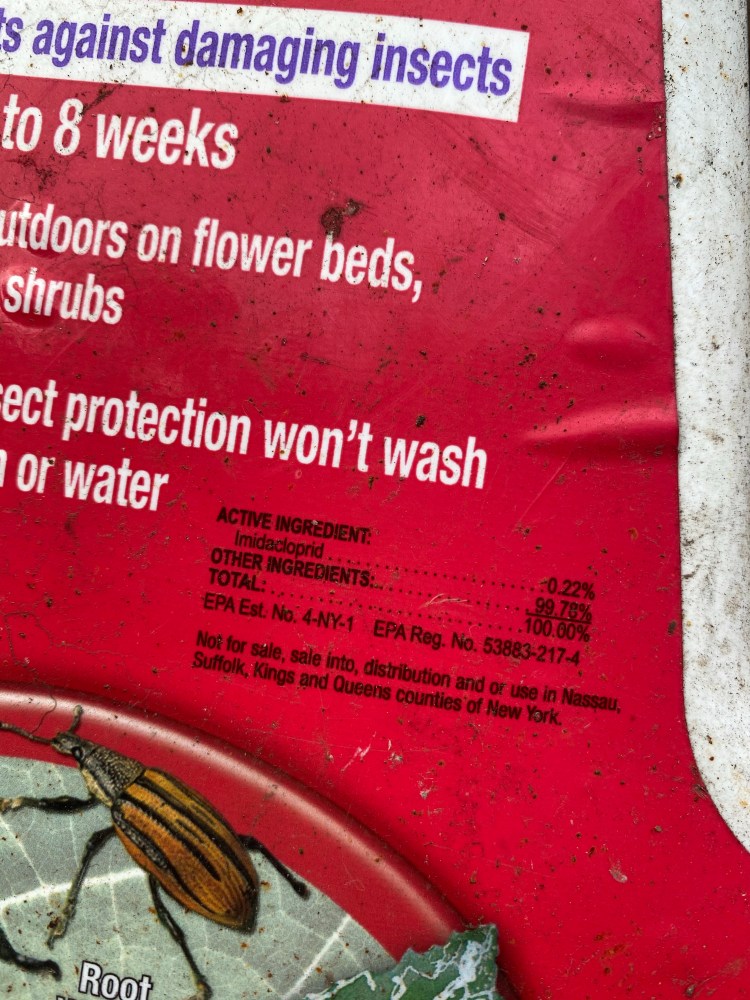 ts against damaging insects
to 8 weeks
utdoors on flower beds,
shrubs
sect protection won't wash
n or water
ACTIVE INGREDIENT:
Imidacloprid ........................ 0.22%
OTHER INGREDIENTS:........................ 99.78%
TOTAL:........................ 100.00%
EPA Est. No. 4-NY-1 EPA Reg. No. 53883-217-4
Not for sale, sale into, distribution and or use in Nassau,
Suffolk, Kings and Queens counties of New York.
Root